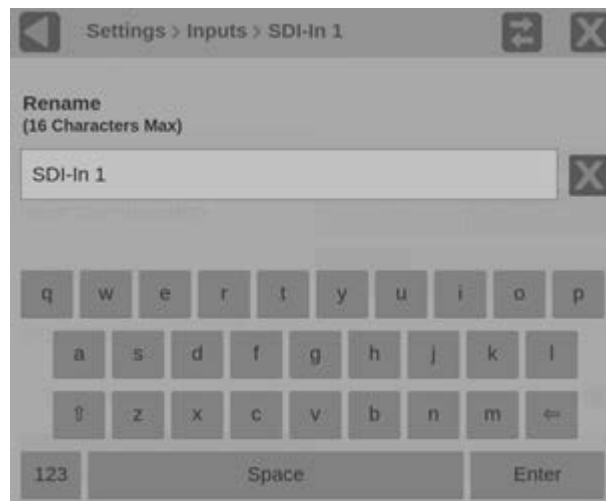 Settings > Inputs > SDI-In 1
Rename
(16 Characters Max)
SDI-In 1
q w e r t y u i o p
a s d f g h j k l
⇧ z x c v b n m ⇦
123 Space Enter